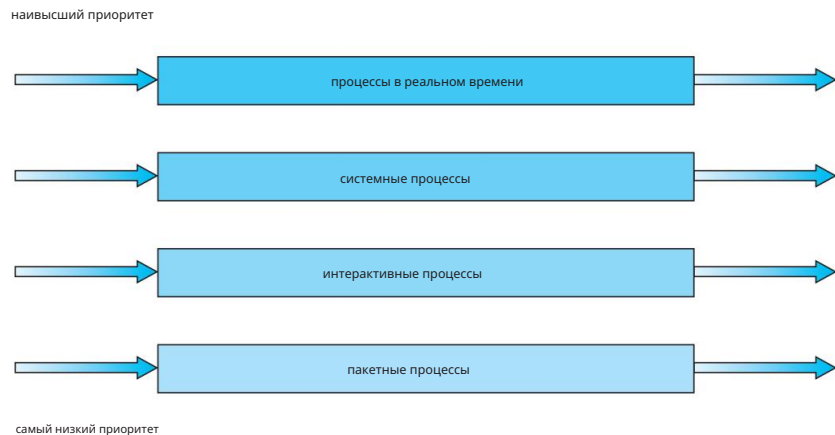 наивысший приоритет
процессы в реальном времени
системные процессы
интерактивные процессы
пакетные процессы
самый низкий приоритет